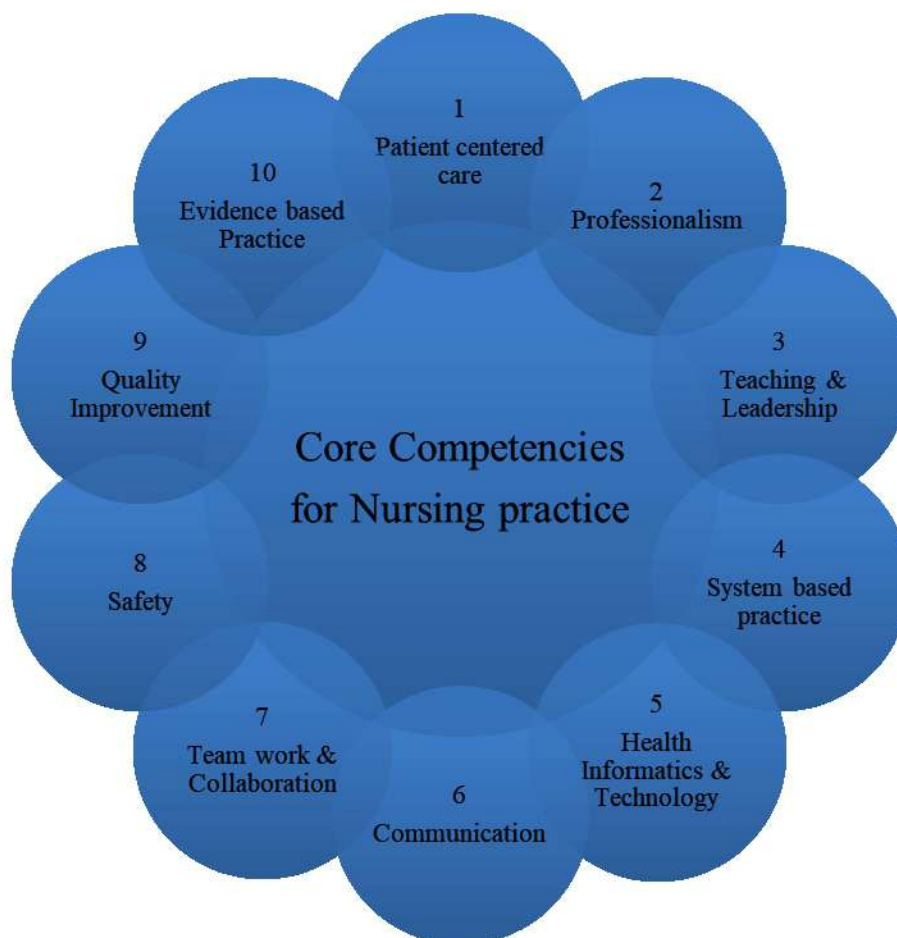 1
Patient centered
care
2
Professionalism
3
Teaching &
Leadership
4
System based
practice
5
Health
Informatics &
Technology
6
Communication
7
Team work &
Collaboration
8
Safety
9
Quality
Improvement
10
Evidence based
Practice
Core Competencies
for Nursing practice